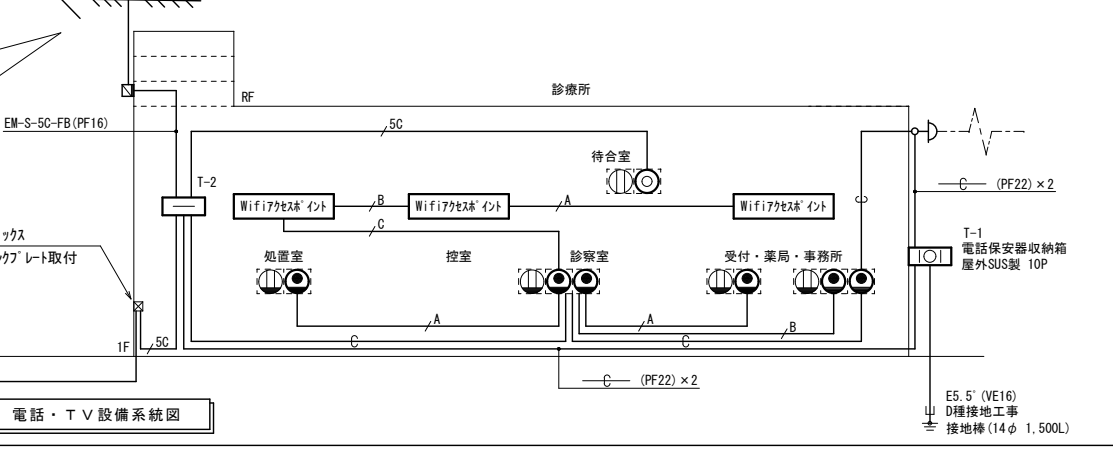 診療所
RF
EM-S-5C-FB(PF16)
5C
待合室
T-2
Wifiアクセスポイント
B
Wifiアクセスポイント
A
Wifiアクセスポイント
C
C
(PF22)×2
T-1
電話保安器収納箱
屋外SUS製 10P
ックス
ックプレート取付
処置室
控室
診察室
受付・薬局・事務所
A
A
B
1F
5C
C
C
C
(PF22)×2
C
電話・TV設備系統図
E5.5°(VE16)
D種接地工事
接地棒(14φ 1,500L)